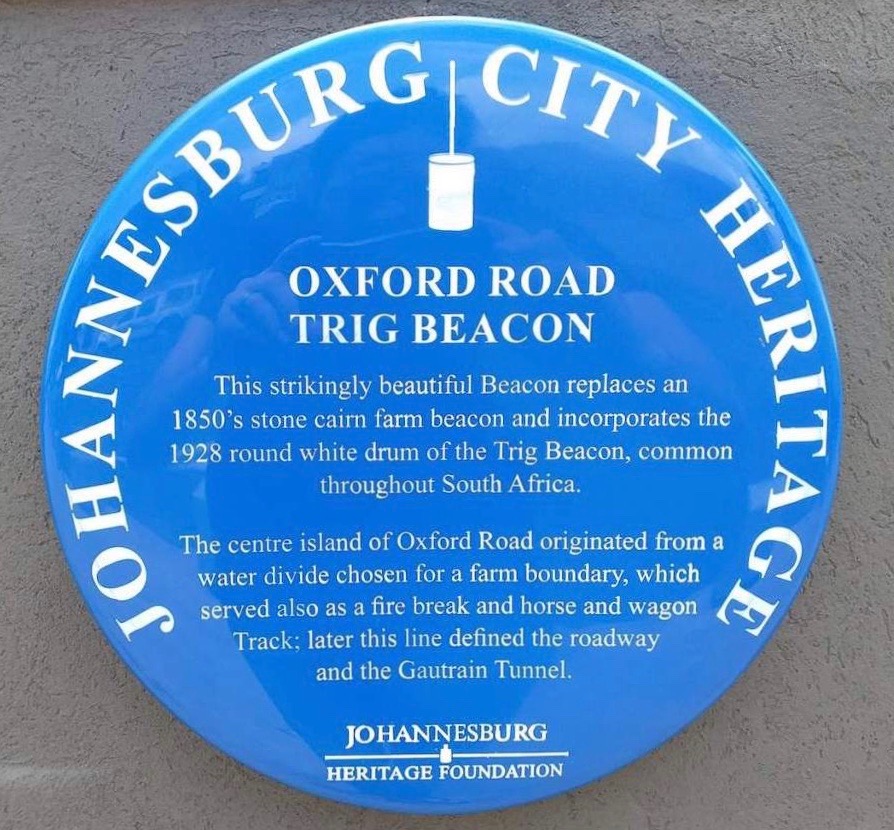 JOHANNESBURG CITY HERITAGE
OXFORD ROAD
TRIG BEACON
This strikingly beautiful Beacon replaces an
1850's stone cairn farm beacon and incorporates the
1928 round white drum of the Trig Beacon, common
throughout South Africa.
The centre island of Oxford Road originated from a
water divide chosen for a farm boundary, which
served also as a fire break and horse and wagon
Track; later this line defined the roadway
and the Gautrain Tunnel.
JOHANNESBURG
HERITAGE FOUNDATION